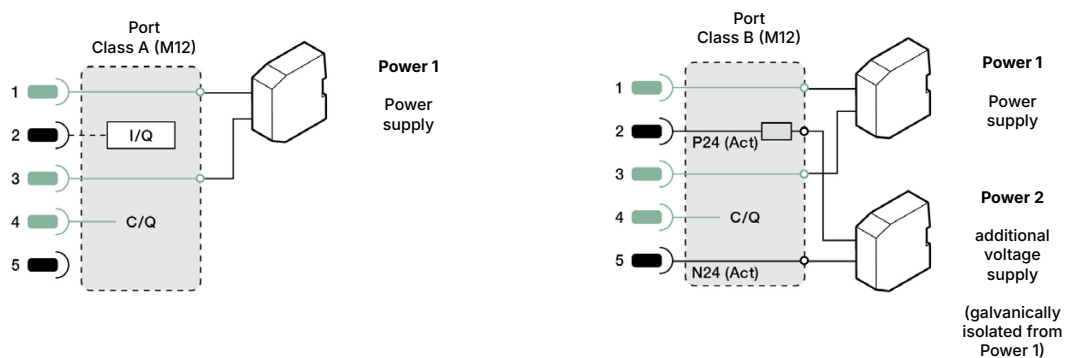 Port
Class A (M12)
1
2
3
4
5
I/Q
C/Q
Power 1
Power
supply
Port
Class B (M12)
1
2
3
4
5
P24 (Act)
C/Q
N24 (Act)
Power 1
Power
supply
Power 2
additional
voltage
supply
(galvanically
isolated from
Power 1)